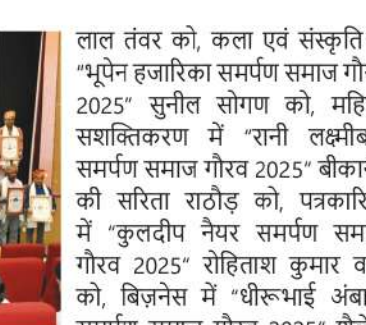 लाल तंवर को, कला एवं संस्कृति
"भूपेन हजारिका समर्पण समाज गौ
2025" सुनील सोगण को, महि
सशक्तिकरण में "रानी लक्ष्मीब
समर्पण समाज गौरव 2025" बीका
की सरिता राठौड़ को, पत्रकारि
में "कुलदीप नैयर समर्पण सम
गौरव 2025" रोहिताश कुमार व
को, बिज़नेस में "धीरूभाई अंबा